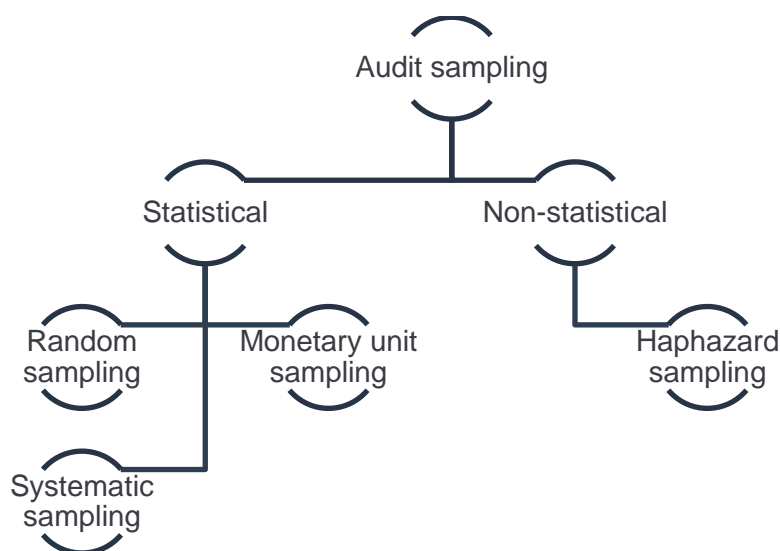 Audit sampling
Statistical
Non-statistical
Random
sampling
Monetary unit
sampling
Haphazard
sampling
Systematic
sampling